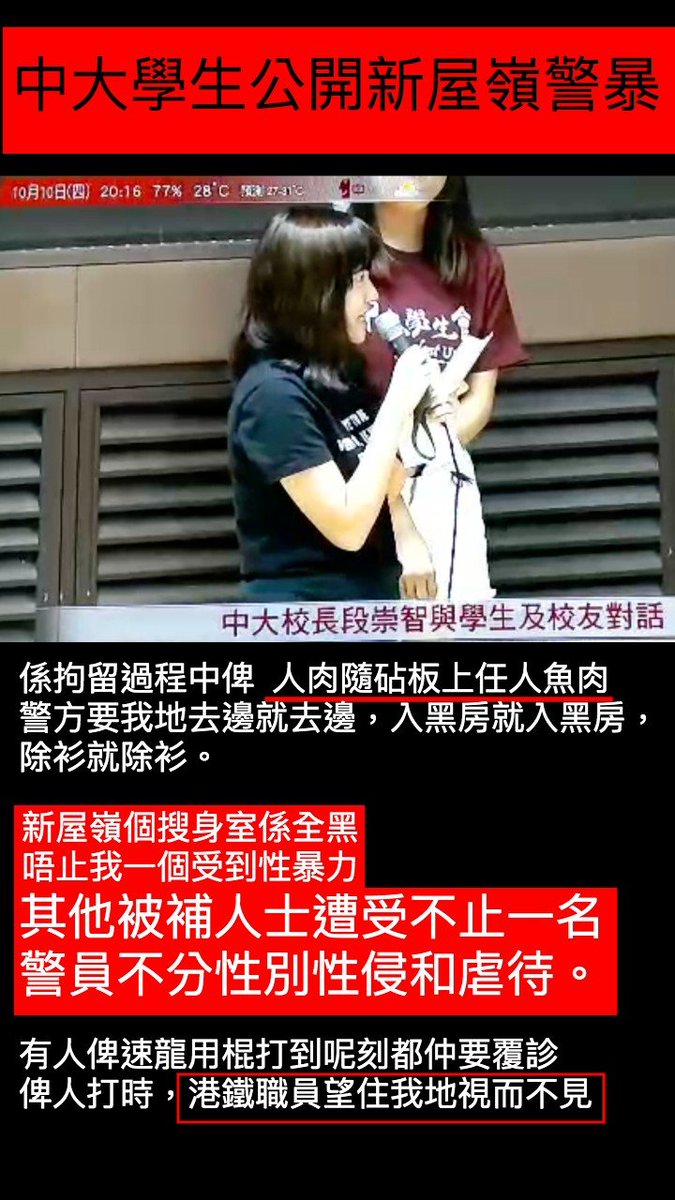 中大學生公開新屋嶺警暴
10月10日(四) 20:16 77% 28°C 預測 27-31°C
學生會
中大校長段崇智與學生及校友對話
係拘留過程中俾 人肉隨砧板上任人魚肉
警方要我地去邊就去邊，入黑房就入黑房，
除衫就除衫。
新屋嶺個搜身室係全黑
唔止我一個受到性暴力
其他被補人士遭受不止一名
警員不分性別性侵和虐待。
有人俾速龍用棍打到呢刻都仲要覆診
俾人打時，港鐵職員望住我地視而不見